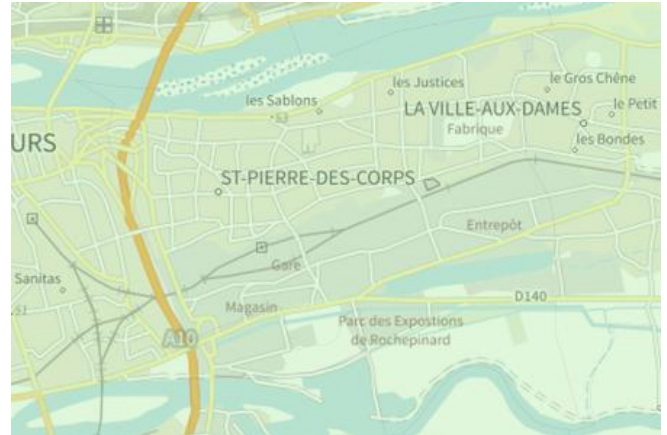 les Justices
le Gros Chêne
les Sablons
LA VILLE-AUX-DAMES
le Petit
Fabrique
URS
les Bondes
ST-PIERRE-DES-CORPS
Entrepôt
Gare
Sanitas
D140
Magasin
.51
Parc des Expostions
de Rochepinard
A10